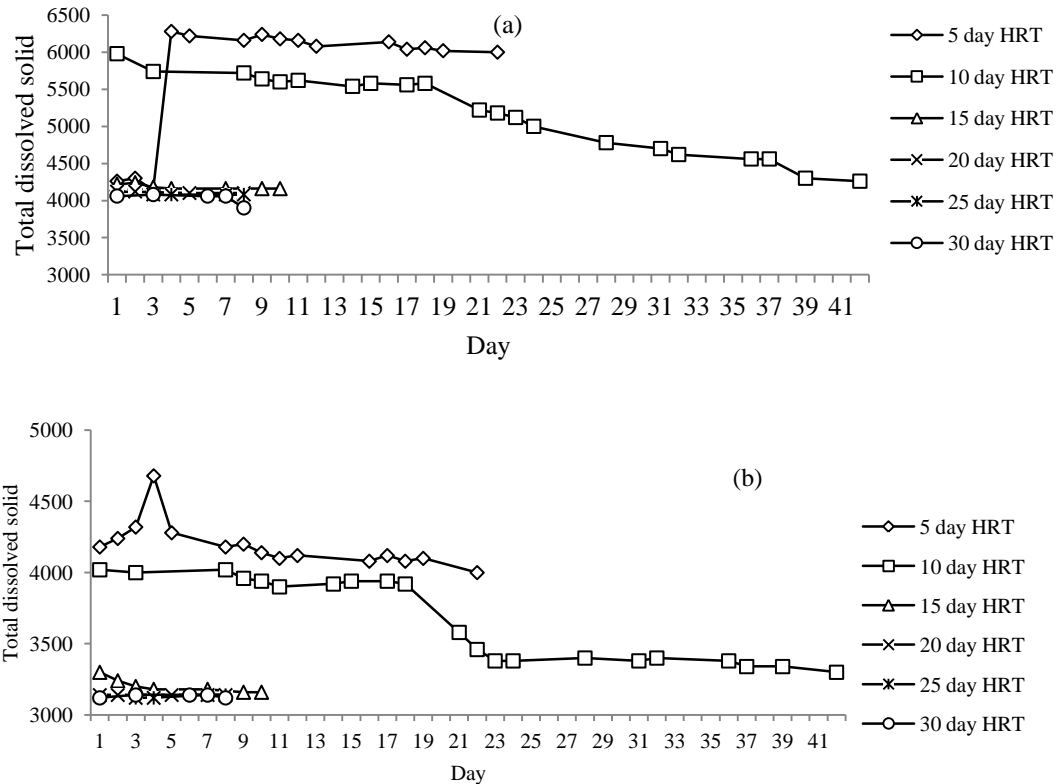 (a)
Total dissolved solid
6500
6000
5500
5000
4500
4000
3500
3000
1 3 5 7 9 11 13 15 17 19 21 23 25 27 29 31 33 35 37 39 41
Day
5 day HRT
10 day HRT
15 day HRT
20 day HRT
25 day HRT
30 day HRT
(b)
Total dissolved solid
5000
4500
4000
3500
3000
1 3 5 7 9 11 13 15 17 19 21 23 25 27 29 31 33 35 37 39 41
Day
5 day HRT
10 day HRT
15 day HRT
20 day HRT
25 day HRT
30 day HRT